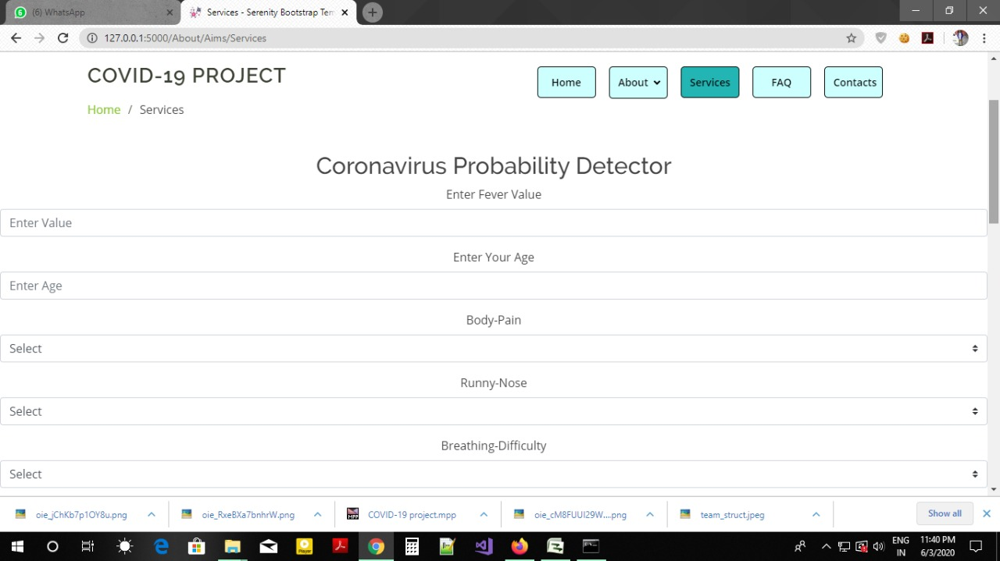 (6) WhatsApp
Services - Serenity Bootstrap Tem
127.0.0.1:5000/About/Aims/Services
COVID-19 PROJECT
Home About Services FAQ Contacts
Home / Services
Coronavirus Probability Detector
Enter Fever Value
Enter Value
Enter Your Age
Enter Age
Body-Pain
Select
Runny-Nose
Select
Breathing-Difficulty
Select
oie_jChKb7p1OY8u.png oie_RxeBXa7bnhrW.png COVID-19 project.mpp oie_cM8FUUI29W....png team_struct.jpeg Show all
ENG 11:40 PM
IN 6/3/2020